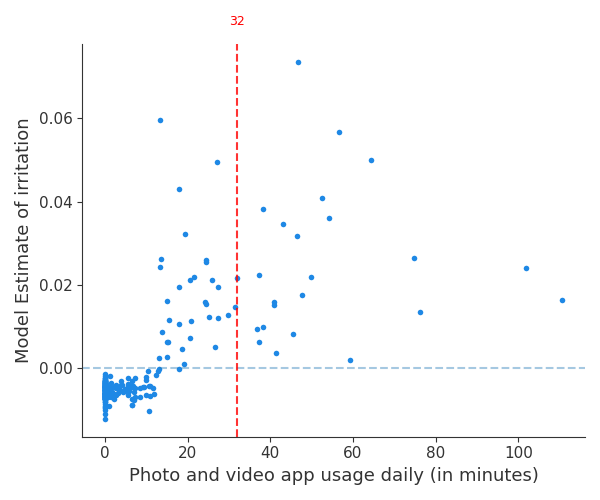 32
0.06
0.04
0.02
0.00
Model Estimate of irritation
0 20 40 60 80 100
Photo and video app usage daily (in minutes)